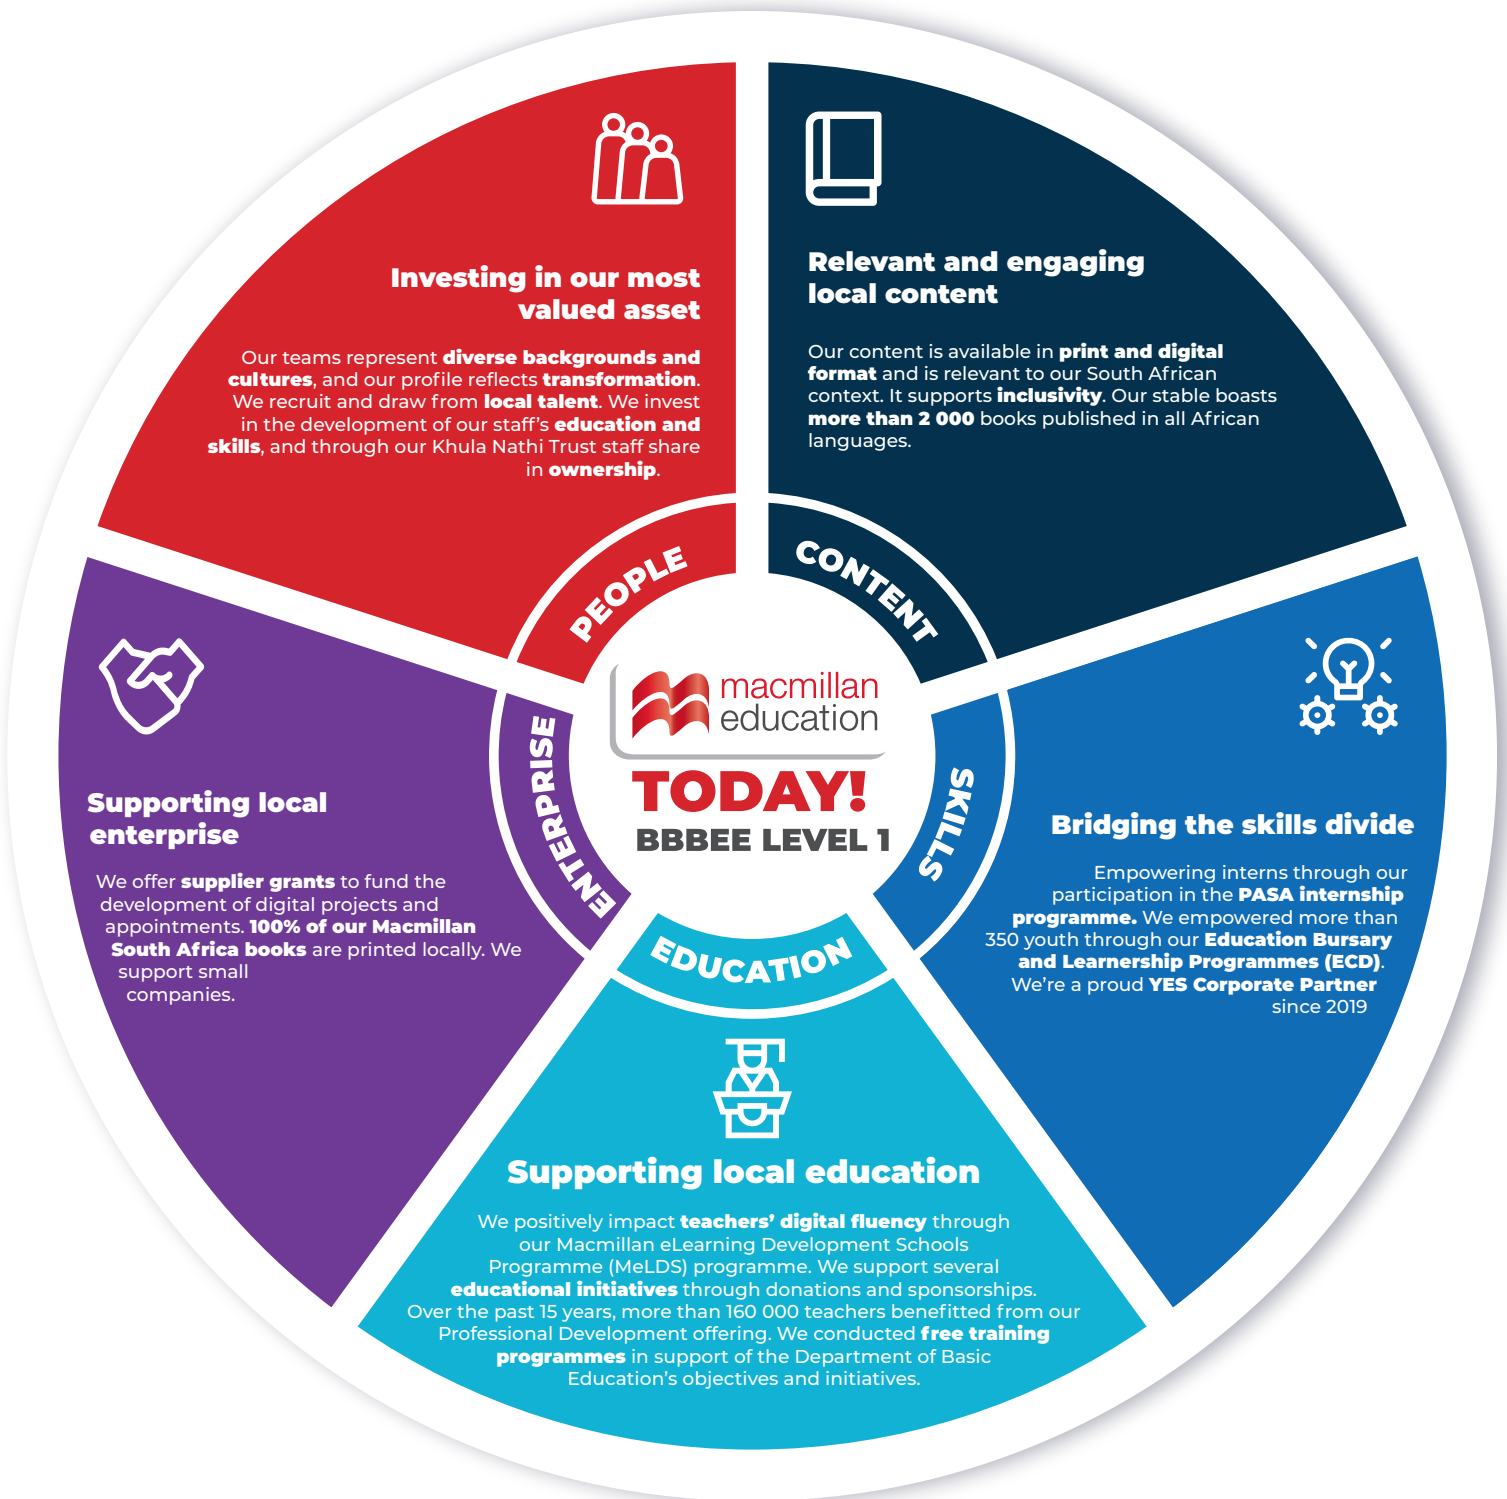 Investing in our most
valued asset
Our teams represent diverse backgrounds and
cultures, and our profile reflects transformation.
We recruit and draw from local talent. We invest
in the development of our staff's education and
skills, and through our Khula Nathi Trust staff share
in ownership.
PEOPLE
Relevant and engaging
local content
Our content is available in print and digital
format and is relevant to our South African
context. It supports inclusivity. Our stable boasts
more than 2 000 books published in all African
languages.
CONTENT
Bridging the skills divide
Empowering interns through our
participation in the PASA internship
programme. We empowered more than
350 youth through our Education Bursary
and Learnership Programmes (ECD).
We're a proud YES Corporate Partner
since 2019
SKILLS
EDUCATION
Supporting local education
We positively impact teachers' digital fluency through
our Macmillan eLearning Development Schools
Programme (MeLDS) programme. We support several
educational initiatives through donations and sponsorships.
Over the past 15 years, more than 160 000 teachers benefitted from our
Professional Development offering. We conducted free training
programmes in support of the Department of Basic
Education's objectives and initiatives.
Supporting local
enterprise
We offer supplier grants to fund the
development of digital projects and
appointments. 100% of our Macmillan
South Africa books are printed locally. We
support small
companies.
ENTERPRISE
macmillan
education
TODAY!
BBBEE LEVEL 1